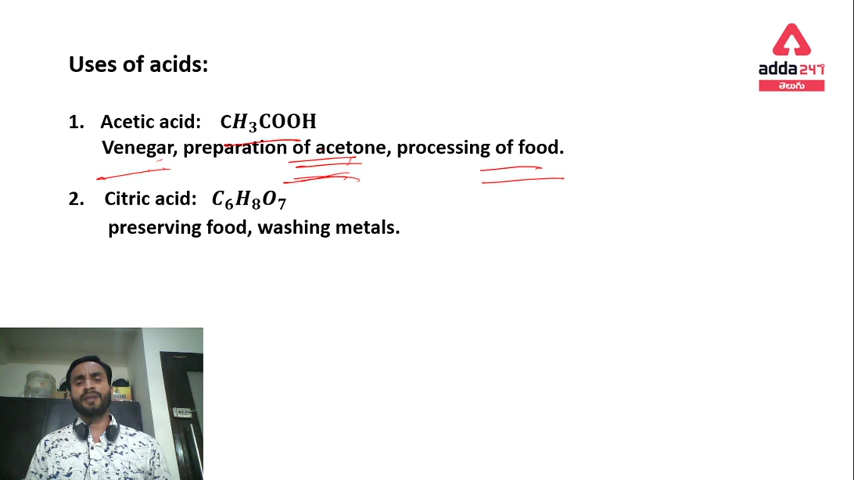 Uses of acids:
adda247
తెలుగు
1. Acetic acid: CH₃COOH
Venegar, preparation of acetone, processing of food.
2. Citric acid: C₆H₈O₇
preserving food, washing metals.